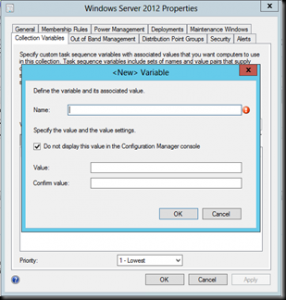 Windows Server 2012 Properties
General Membership Rules Power Management Deployments Maintenance Windows
Collection Variables Out of Band Management Distribution Point Groups Security Alerts
Specify custom task sequence variables with associated values that you want computers to use
in this collection. Task sequence variables include sets of names and value pairs that supply
<New> Variable
Define the variable and its associated value.
Name:
Specify the value and the value settings.
Do not display this value in the Configuration Manager console
Value:
Confirm value:
OK Cancel
Priority:
1 - Lowest
OK Cancel Apply